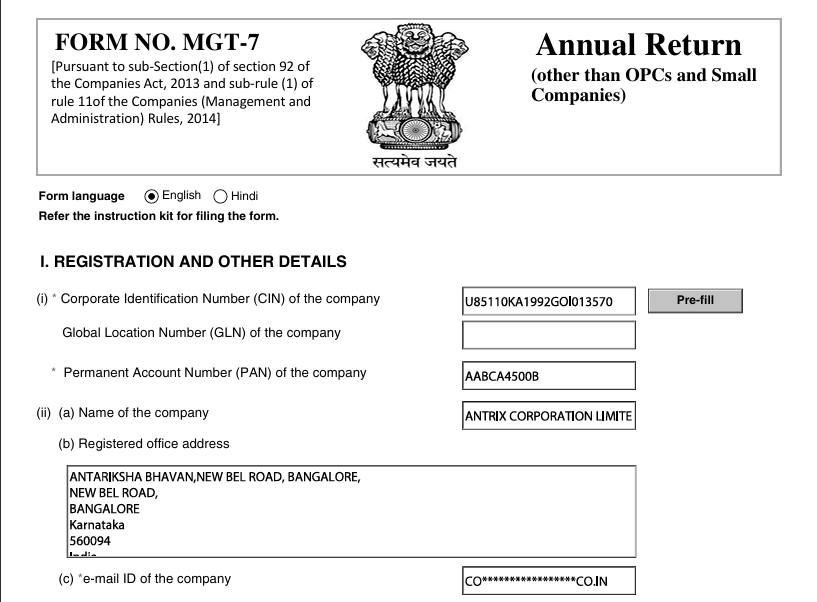 FORM NO. MGT-7
[Pursuant to sub-Section(1) of section 92 of
the Companies Act, 2013 and sub-rule (1) of
rule 11of the Companies (Management and
Administration) Rules, 2014]
सत्यमेव जयते
Annual Return
(other than OPCs and Small
Companies)
Form language English Hindi
Refer the instruction kit for filing the form.
I. REGISTRATION AND OTHER DETAILS
(i) * Corporate Identification Number (CIN) of the company U85110KA1992GOI013570 Pre-fill
Global Location Number (GLN) of the company
* Permanent Account Number (PAN) of the company AABCA4500B
(ii) (a) Name of the company ANTRIX CORPORATION LIMITE
(b) Registered office address
ANTARIKSHA BHAVAN,NEW BEL ROAD, BANGALORE,
NEW BEL ROAD,
BANGALORE
Karnataka
560094
India
(c) *e-mail ID of the company CO*****************CO.IN